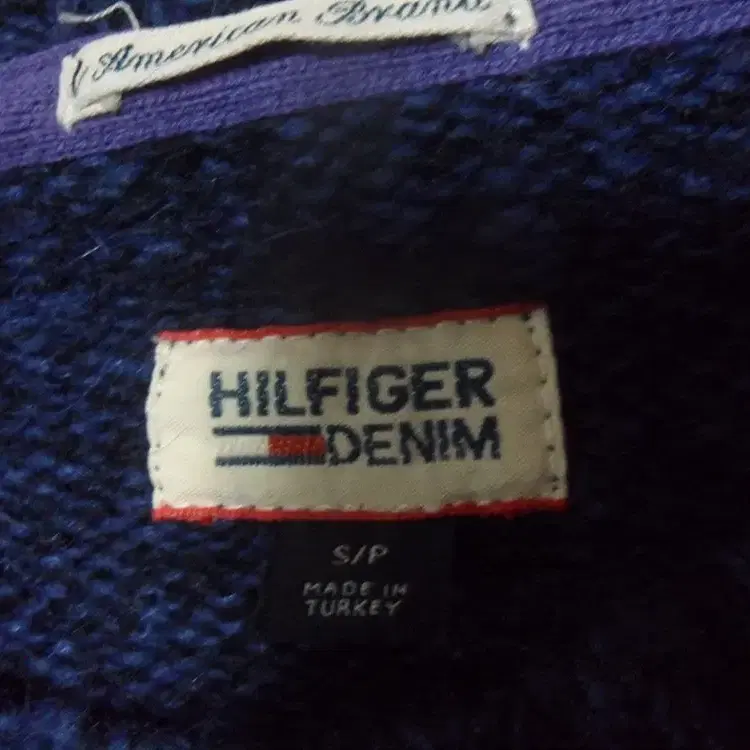 American Brand
HILFIGER
DENIM
S/P
MADE IN
TURKEY